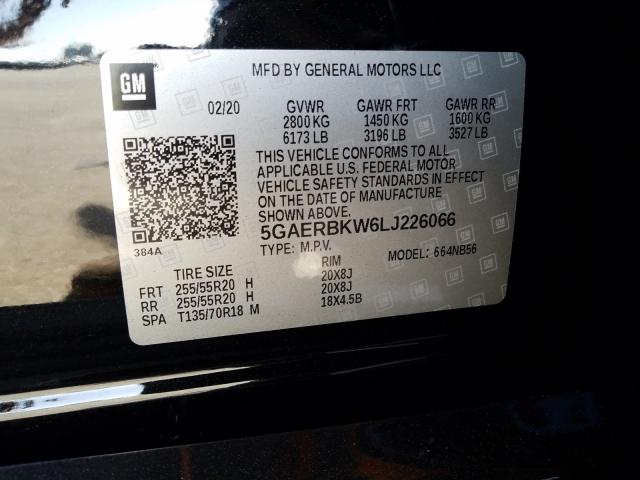 GM
MFD BY GENERAL MOTORS LLC
02/20 GVWR GAWR FRT GAWR RR
2800 KG 1450 KG 1600 KG
6173 LB 3196 LB 3527 LB
THIS VEHICLE CONFORMS TO ALL
APPLICABLE U.S. FEDERAL MOTOR
VEHICLE SAFETY STANDARDS IN EFFECT
ON THE DATE OF MANUFACTURE
SHOWN ABOVE.
384A
5GAERBKW6LJ226066
TYPE: M.P.V. MODEL: 664NB56
TIRE SIZE RIM
FRT 255/55R20 H 20X8J
RR 255/55R20 H 20X8J
SPA T135/70R18 M 18X4.5B